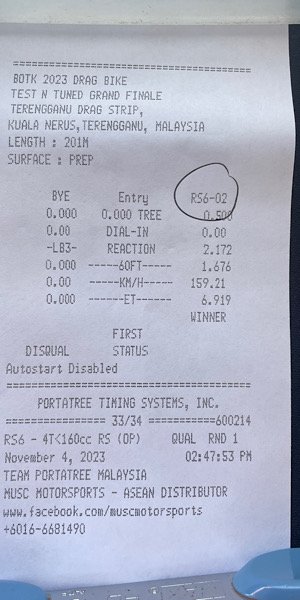 ==========================================
BOTK 2023 DRAG BIKE
TEST N TUNED GRAND FINALE
TERENGGANU DRAG STRIP,
KUALA NERUS,TERENGGANU, MALAYSIA
LENGTH : 201M
SURFACE : PREP
BYE Entry RS6-02
0.000 0.000 TREE 0.500
0.00 DIAL-IN 0.00
-LB3- REACTION 2.172
0.000 ------60FT------ 1.676
0.00 -----KM/H----- 159.21
0.000 ------ET------ 6.919
WINNER
FIRST
DISQUAL STATUS
Autostart Disabled
==========================================
PORTATREE TIMING SYSTEMS, INC.
================ 33/34 ===========600214
RS6 - 4T<160cc RS (OP) QUAL RND 1
November 4, 2023 02:47:53 PM
TEAM PORTATREE MALAYSIA
MUSC MOTORSPORTS - ASEAN DISTRIBUTOR
www.facebook.com/muscmotorsports
+6016-6681490